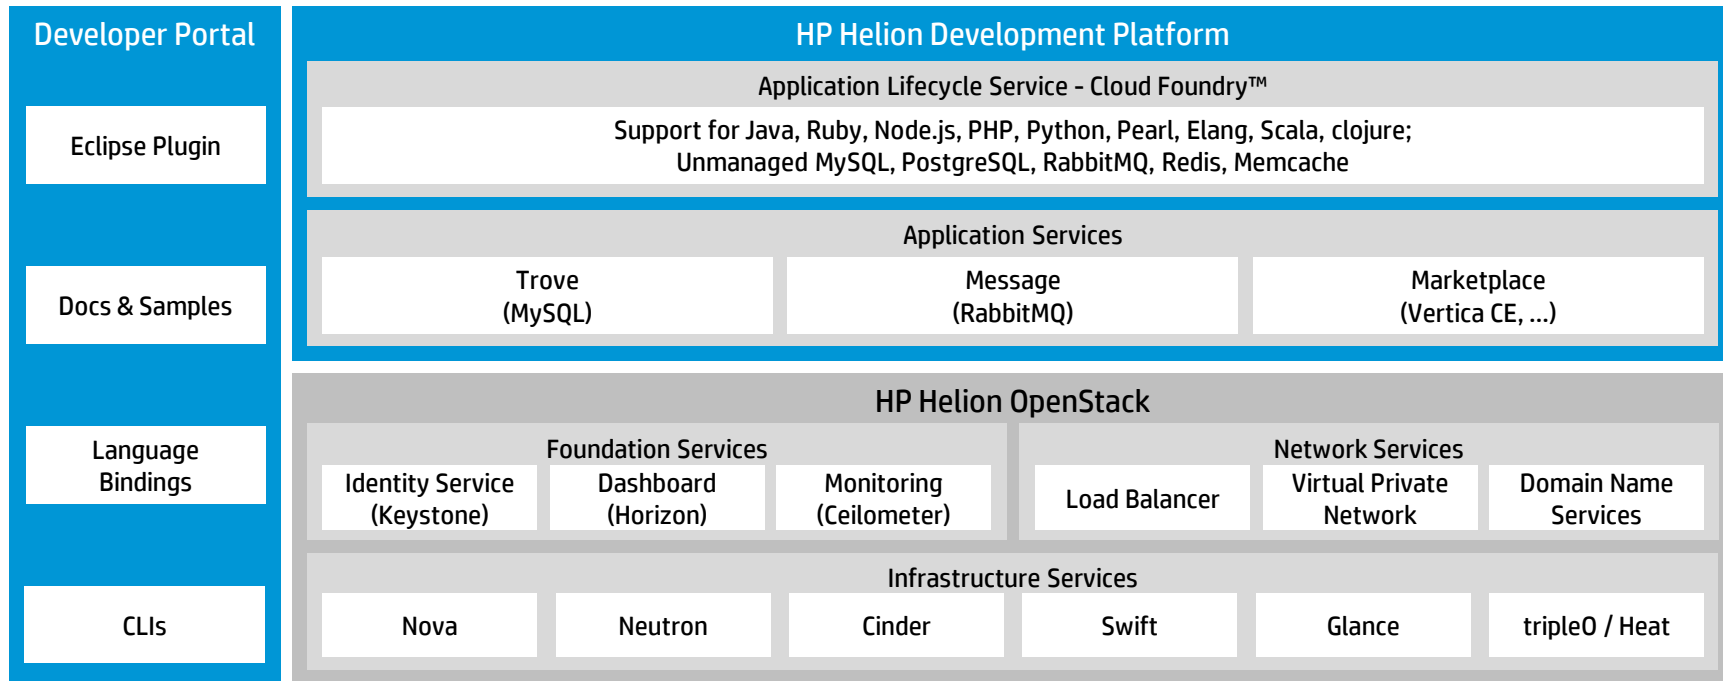 Developer Portal
Eclipse Plugin
Docs & Samples
Language
Bindings
CLIs
HP Helion Development Platform
Application Lifecycle Service - Cloud Foundry™
Support for Java, Ruby, Node.js, PHP, Python, Pearl, Elang, Scala, clojure;
Unmanaged MySQL, PostgreSQL, RabbitMQ, Redis, Memcache
Application Services
Trove
(MySQL)
Message
(RabbitMQ)
Marketplace
(Vertica CE, ...)
HP Helion OpenStack
Foundation Services
Identity Service
(Keystone)
Dashboard
(Horizon)
Monitoring
(Ceilometer)
Network Services
Load Balancer
Virtual Private
Network
Domain Name
Services
Infrastructure Services
Nova
Neutron
Cinder
Swift
Glance
tripleO / Heat